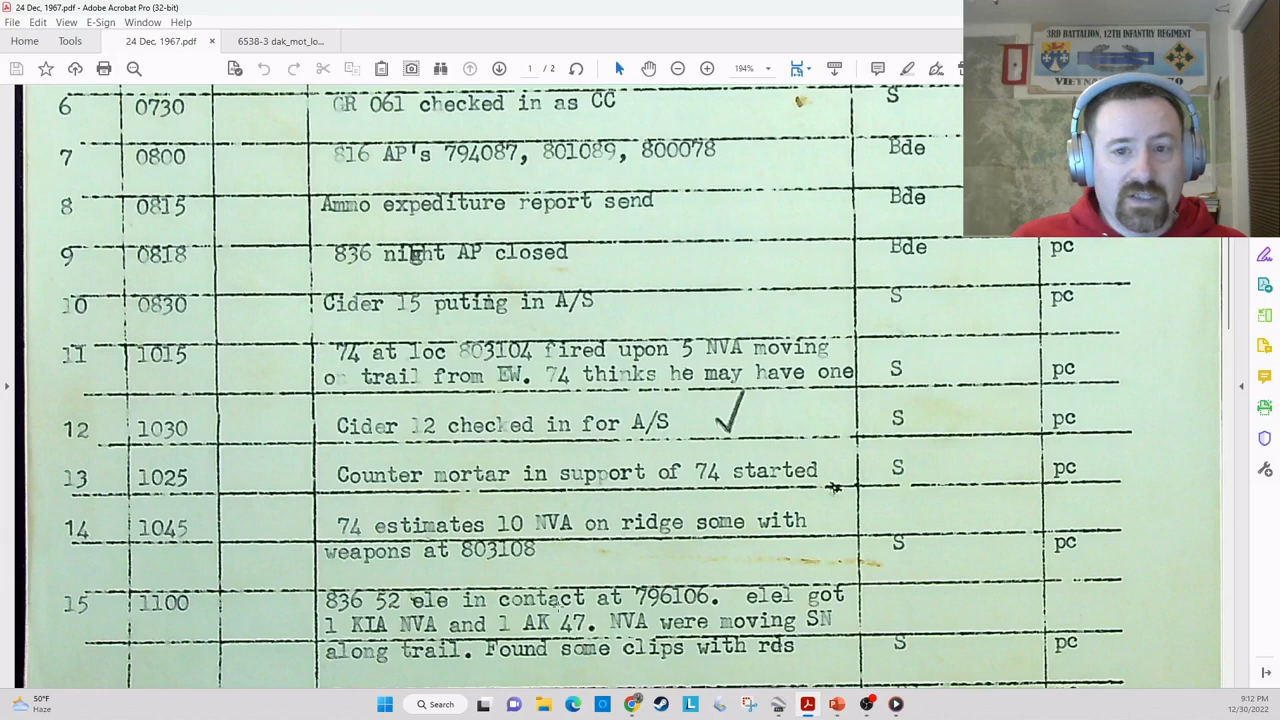 24 Dec, 1967.pdf - Adobe Acrobat Pro (32-bit)
File Edit View E-Sign Window Help
Home Tools 24 Dec, 1967.pdf × 6538-3 dak_mot_lo...
1 / 2 194%
3RD BATTALION, 12TH INFANTRY REGIMENT
6 0730 GR 061 checked in as CC S
7 0800 816 AP's 794087, 801089, 800078 Bde
8 0815 Ammo expediture report send Bde
9 0818 836 night AP closed Bde pc
10 0830 Cider 15 puting in A/S S pc
11 1015 74 at loc 803104 fired upon 5 NVA moving
on trail from EW. 74 thinks he may have one S pc
12 1030 Cider 12 checked in for A/S S pc
13 1025 Counter mortar in support of 74 started S pc
14 1045 74 estimates 10 NVA on ridge some with
weapons at 803108 S pc
15 1100 836 52 ele in contact at 796106. elel got
1 KIA NVA and 1 AK 47. NVA were moving SN
along trail. Found some clips with rds S pc
50°F
Haze
Search
9:12 PM
12/30/2022